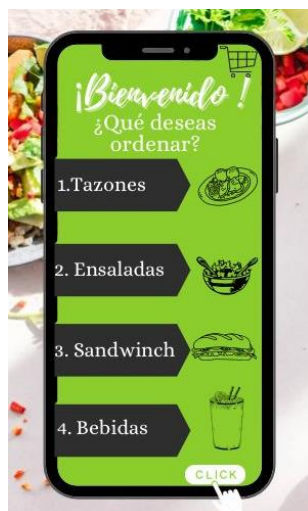 ¡Bienvenido !
¿Qué deseas
ordenar?
1.Tazones
2. Ensaladas
3. Sandwinch
4. Bebidas
CLICK